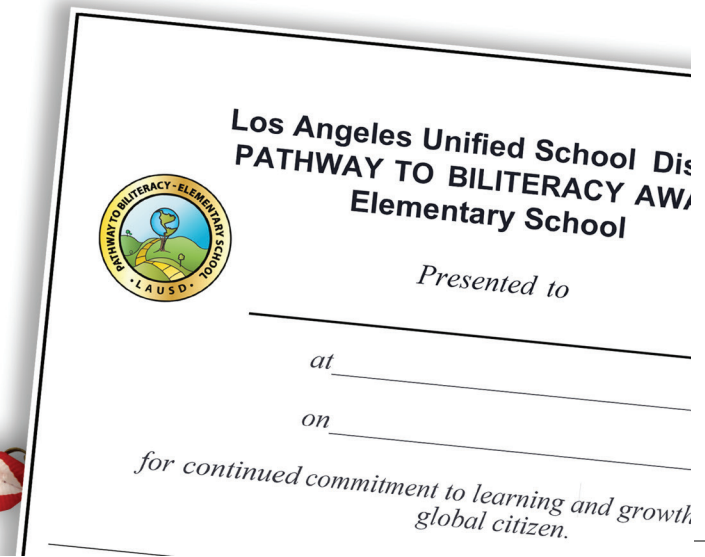 Los Angeles Unified School Dis
PATHWAY TO BILITERACY AWA
Elementary School
PATHWAY TO BILITERACY - ELEMENTARY SCHOOL
· LAUSD ·
Presented to
at
on
for continued commitment to learning and growth
global citizen.